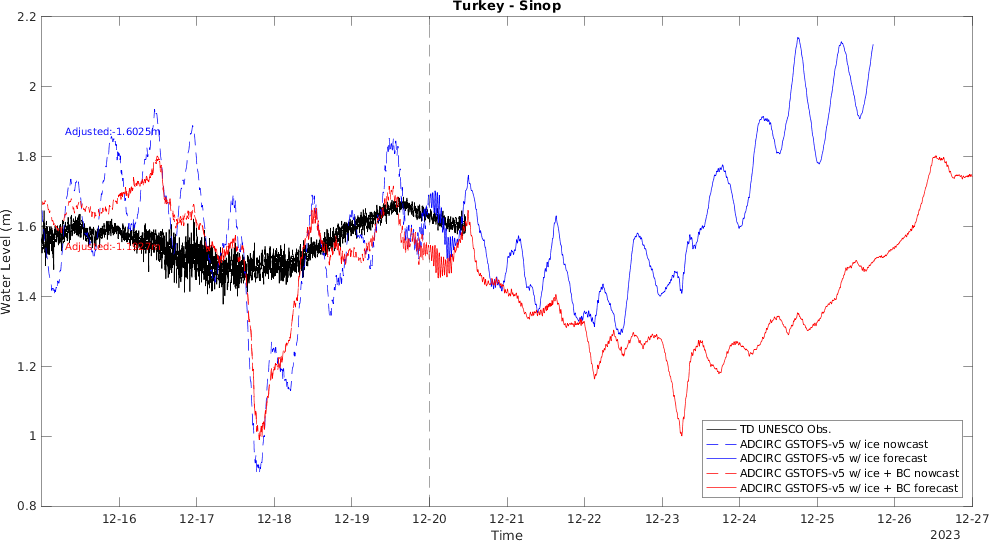 Turkey - Sinop
2.2
2
1.8
1.6
1.4
1.2
1
0.8
Water Level (m)
Adjusted:-1.6025m
TD UNESCO Obs.
ADCIRC GSTOFS-v5 w/ ice nowcast
ADCIRC GSTOFS-v5 w/ ice forecast
ADCIRC GSTOFS-v5 w/ ice + BC nowcast
ADCIRC GSTOFS-v5 w/ ice + BC forecast
12-16 12-17 12-18 12-19 12-20 12-21 12-22 12-23 12-24 12-25 12-26 12-27
Time
2023